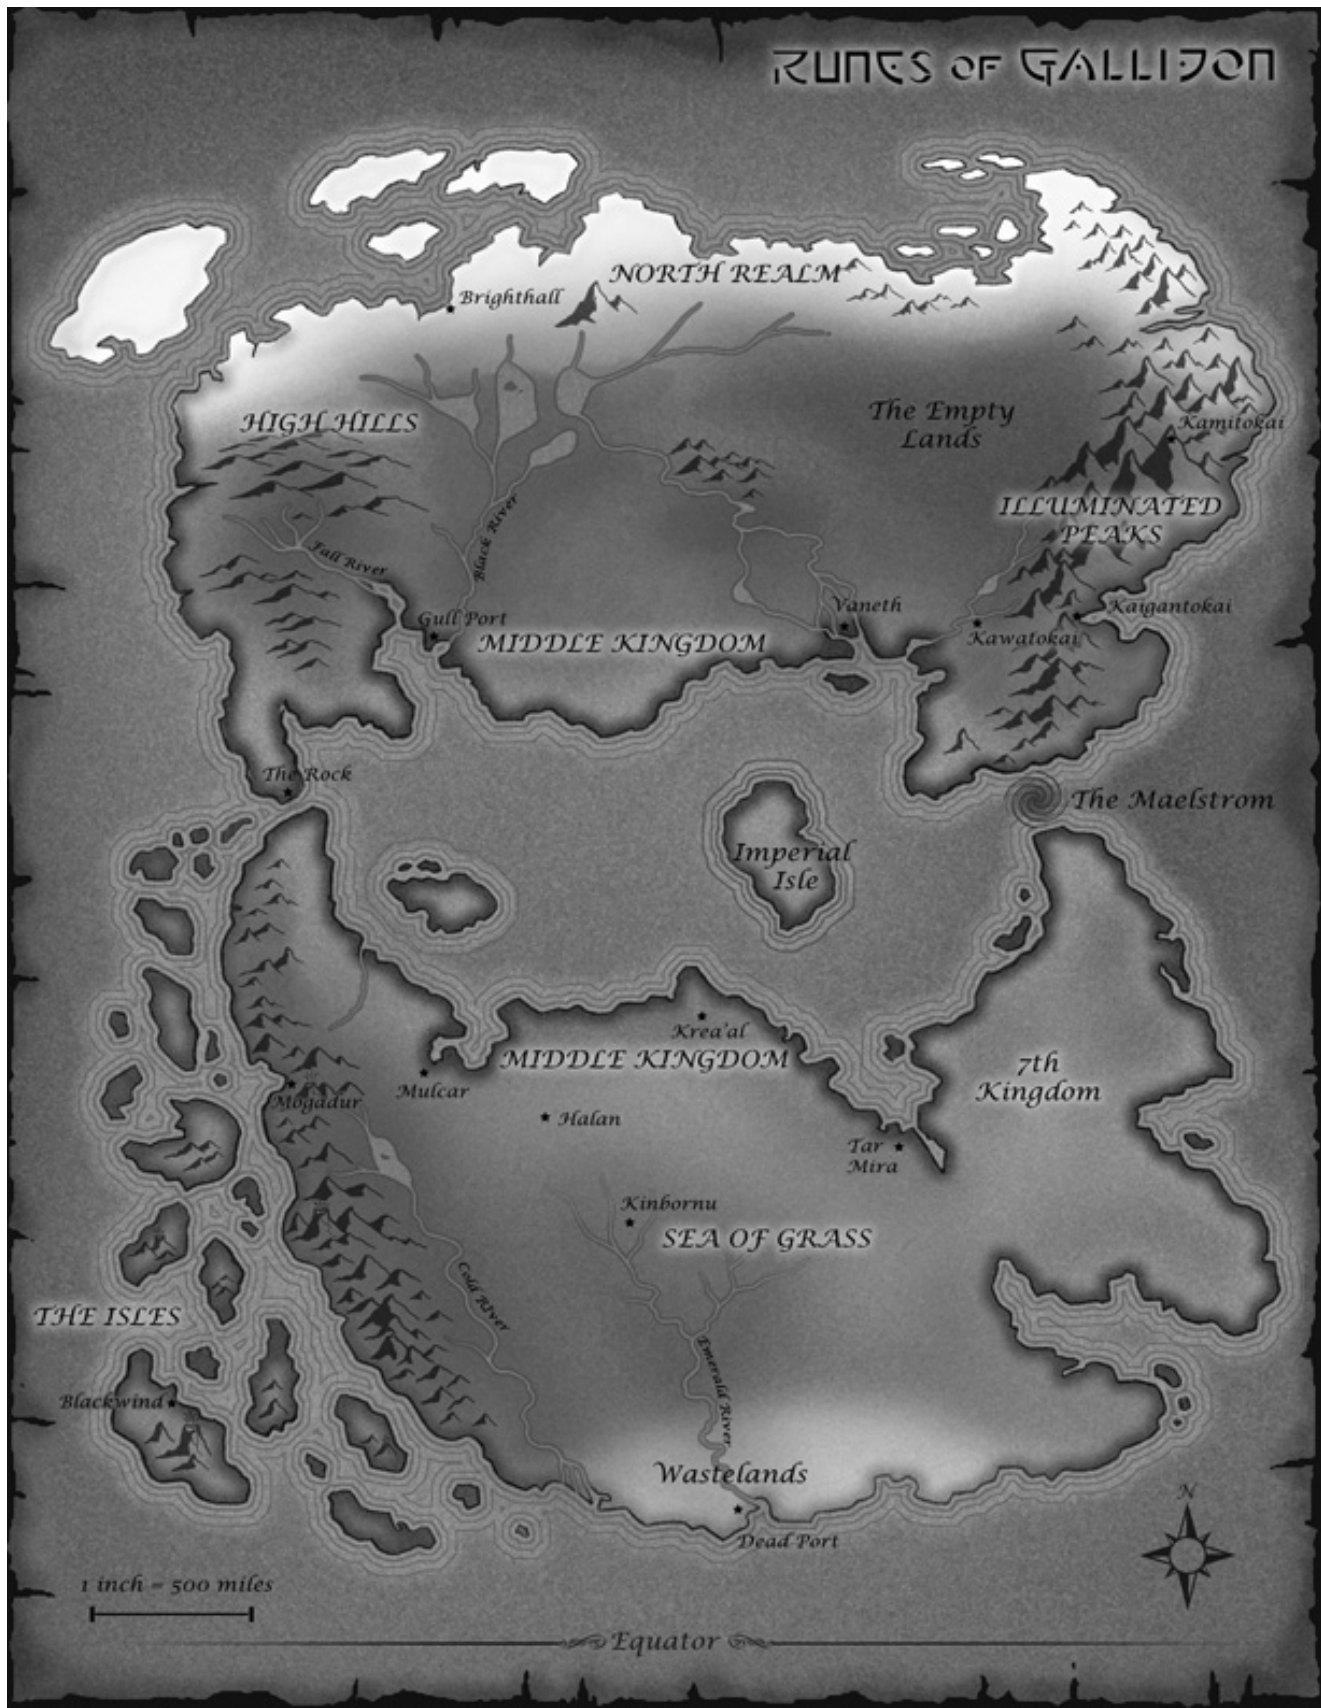 RUNES OF GALLIDON
NORTH REALM
Brighthall
HIGH HILLS
The Empty
Lands
Kamitokai
ILLUMINATED
PEAKS
Black River
Fall River
Gull Port
MIDDLE KINGDOM
Vaneth
Kaigantokai
Kawatokai
The Rock
The Maelstrom
Imperial
Isle
Krea'al
MIDDLE KINGDOM
7th
Kingdom
Mulcar
Mogadur
Halan
Tar
Mira
Kinbornu
SEA OF GRASS
Cold River
THE ISLES
Emerald River
Blackwind
Wastelands
Dead Port
N
1 inch = 500 miles
Equator